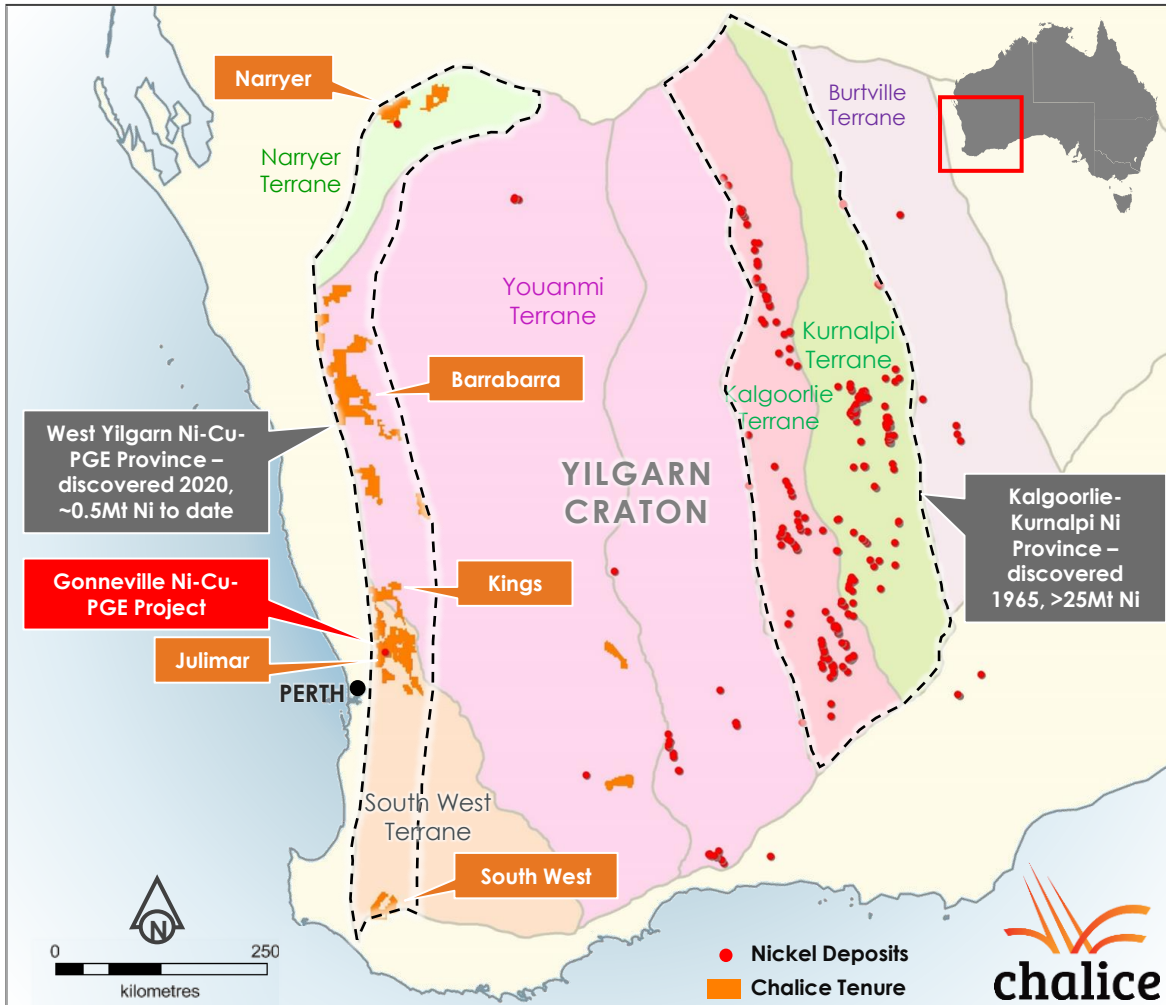 Narryer
Burtville
Terrane
Narryer
Terrane
Youanmi
Terrane
Kurnalpi
Terrane
Barrabarra
Kalgoorlie
Terrane
West Yilgarn Ni-Cu-
PGE Province –
discovered 2020,
~0.5Mt Ni to date
YILGARN
CRATON
Kalgoorlie-
Kurnalpi Ni
Province –
discovered
1965, >25Mt Ni
Gonneville Ni-Cu-
PGE Project
Kings
Julimar
PERTH
South West
Terrane
South West
N
0 250
kilometres
Nickel Deposits
Chalice Tenure
chalice